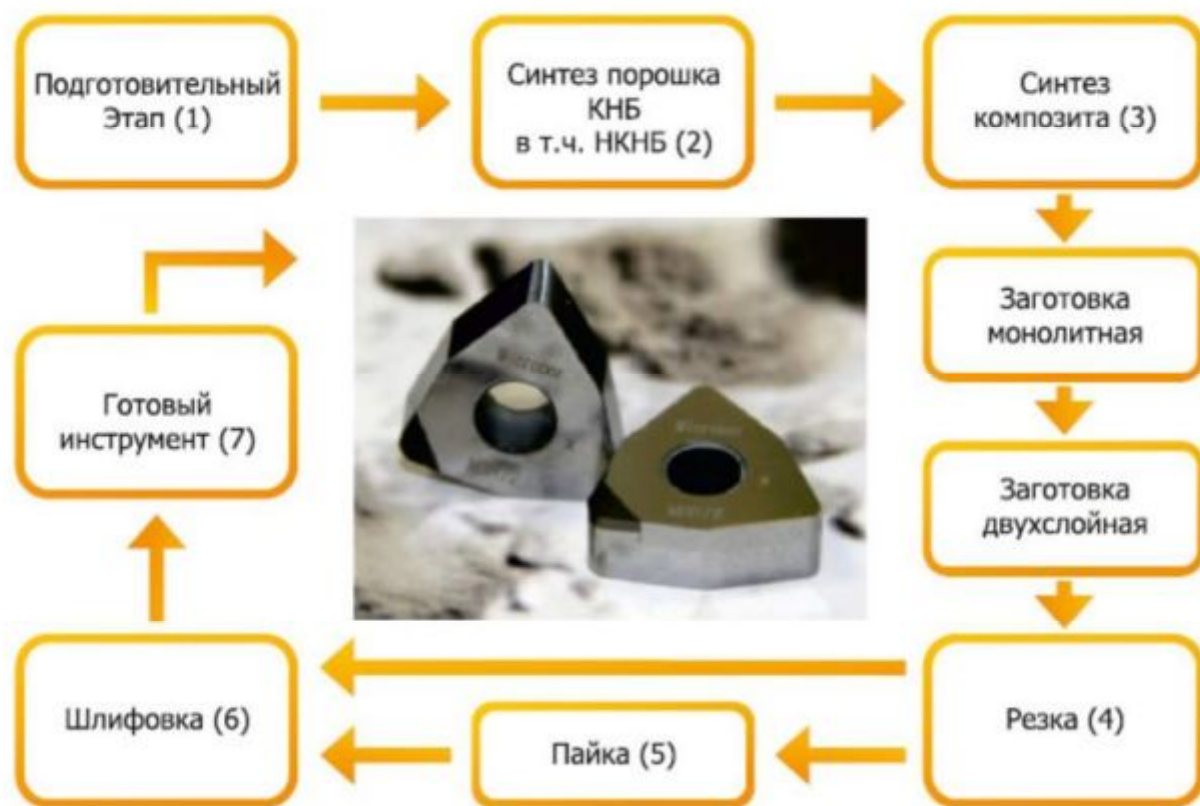 Подготовительный
Этап (1)
Синтез порошка
КНБ
в т.ч. НКНБ (2)
Синтез
композита (3)
Заготовка
монолитная
Заготовка
двухслойная
Резка (4)
Пайка (5)
Шлифовка (6)
Готовый
инструмент (7)